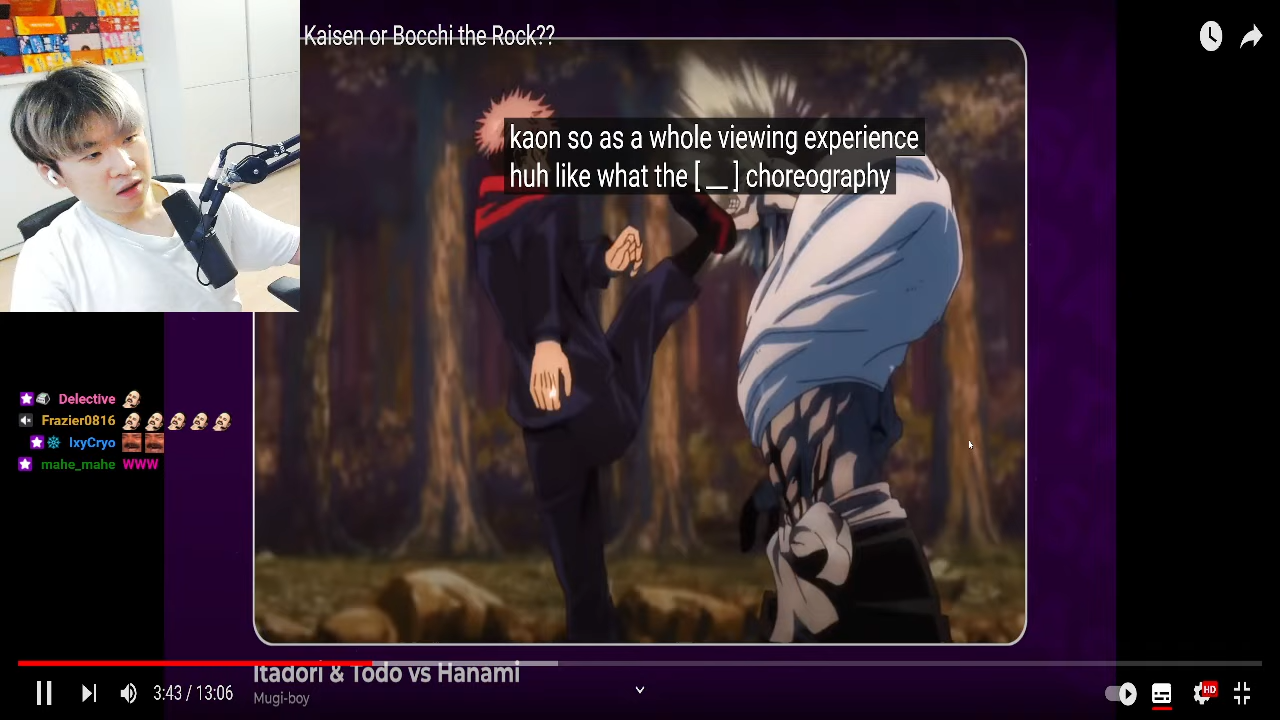 Kaisen or Bocchi the Rock??
kaon so as a whole viewing experience
huh like what the [ __ ] choreography
Delective
Frazier0816
IxyCryo
mahe_mahe WWW
Itadori & Todo vs Hanami
Mugi-boy
3:43 / 13:06
HD